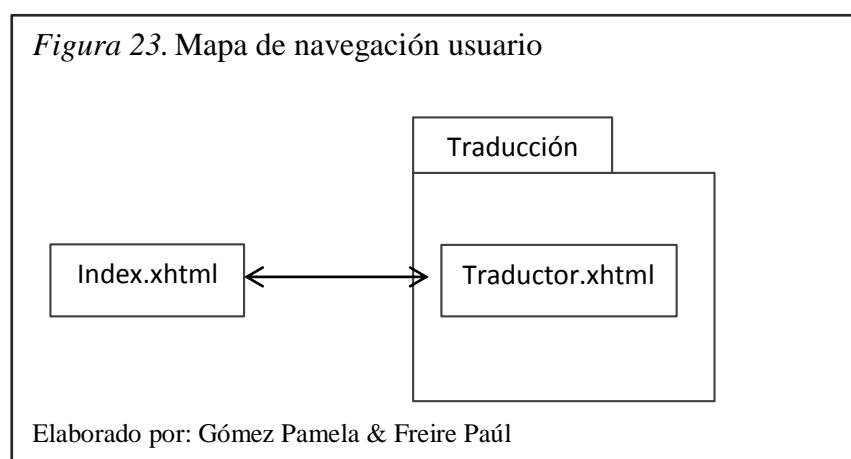 Figura 23. Mapa de navegación usuario
Traducción
Index.xhtml
Traductor.xhtml
Elaborado por: Gómez Pamela & Freire Paúl